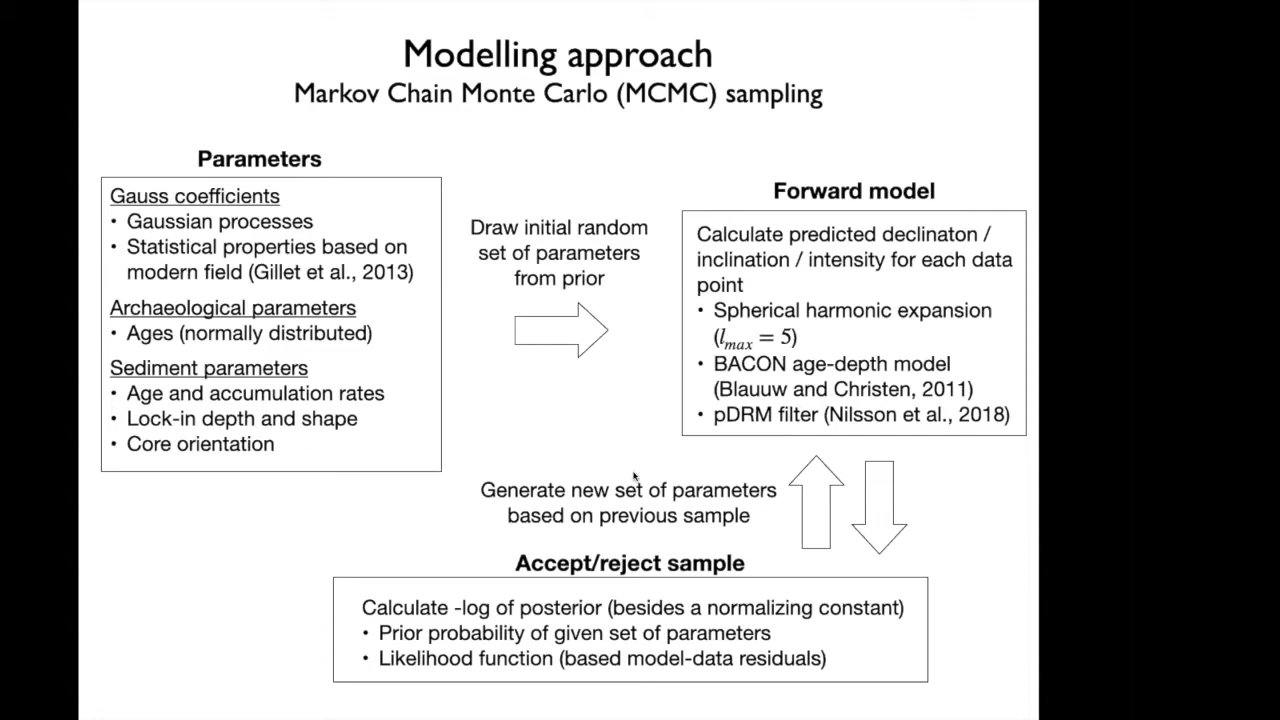 Modelling approach
Markov Chain Monte Carlo (MCMC) sampling
Parameters
Gauss coefficients
• Gaussian processes
• Statistical properties based on
modern field (Gillet et al., 2013)
Archaeological parameters
• Ages (normally distributed)
Sediment parameters
• Age and accumulation rates
• Lock-in depth and shape
• Core orientation
Draw initial random
set of parameters
from prior
Forward model
Calculate predicted declinaton /
inclination / intensity for each data
point
• Spherical harmonic expansion
(lmax = 5)
• BACON age-depth model
(Blauuw and Christen, 2011)
• pDRM filter (Nilsson et al., 2018)
Generate new set of parameters
based on previous sample
Accept/reject sample
Calculate -log of posterior (besides a normalizing constant)
• Prior probability of given set of parameters
• Likelihood function (based model-data residuals)